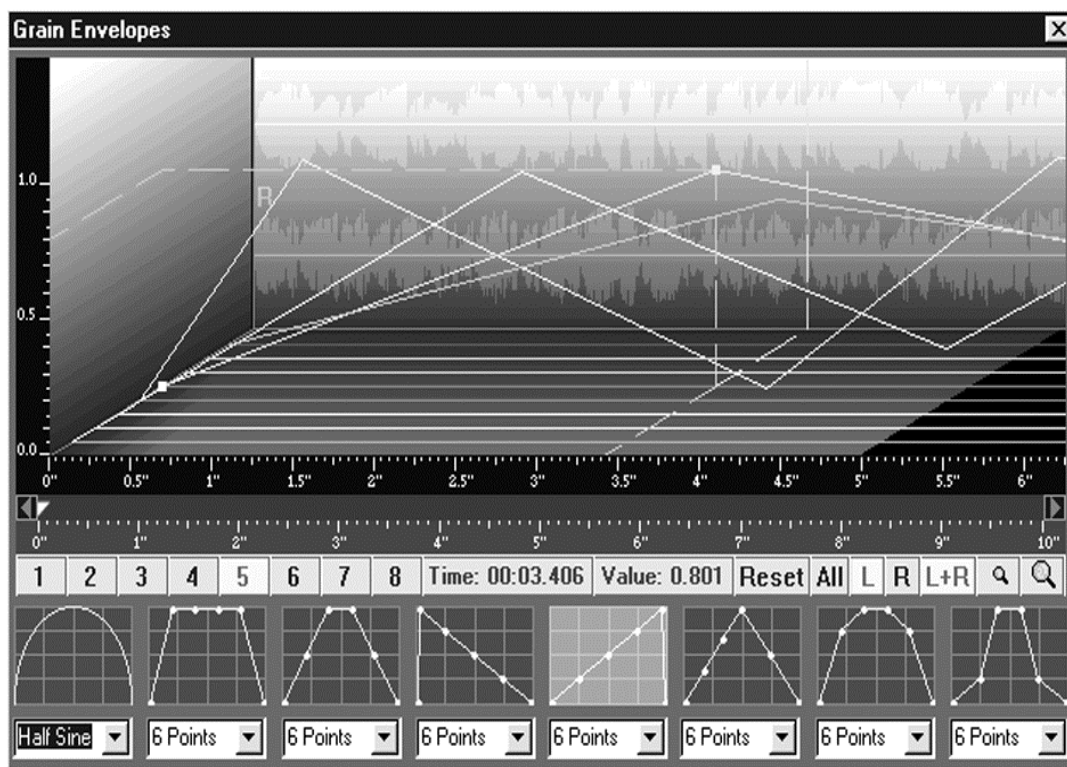 Grain Envelopes
R
1.0
0.5
0.0
0" 0.5" 1" 1.5" 2" 2.5" 3" 3.5" 4" 4.5" 5" 5.5" 6"
0" 1" 2" 3" 4" 5" 6" 7" 8" 9" 10"
1 2 3 4 5 6 7 8 Time: 00:03.406 Value: 0.801 Reset All L R L+R
Half Sine 6 Points 6 Points 6 Points 6 Points 6 Points 6 Points 6 Points